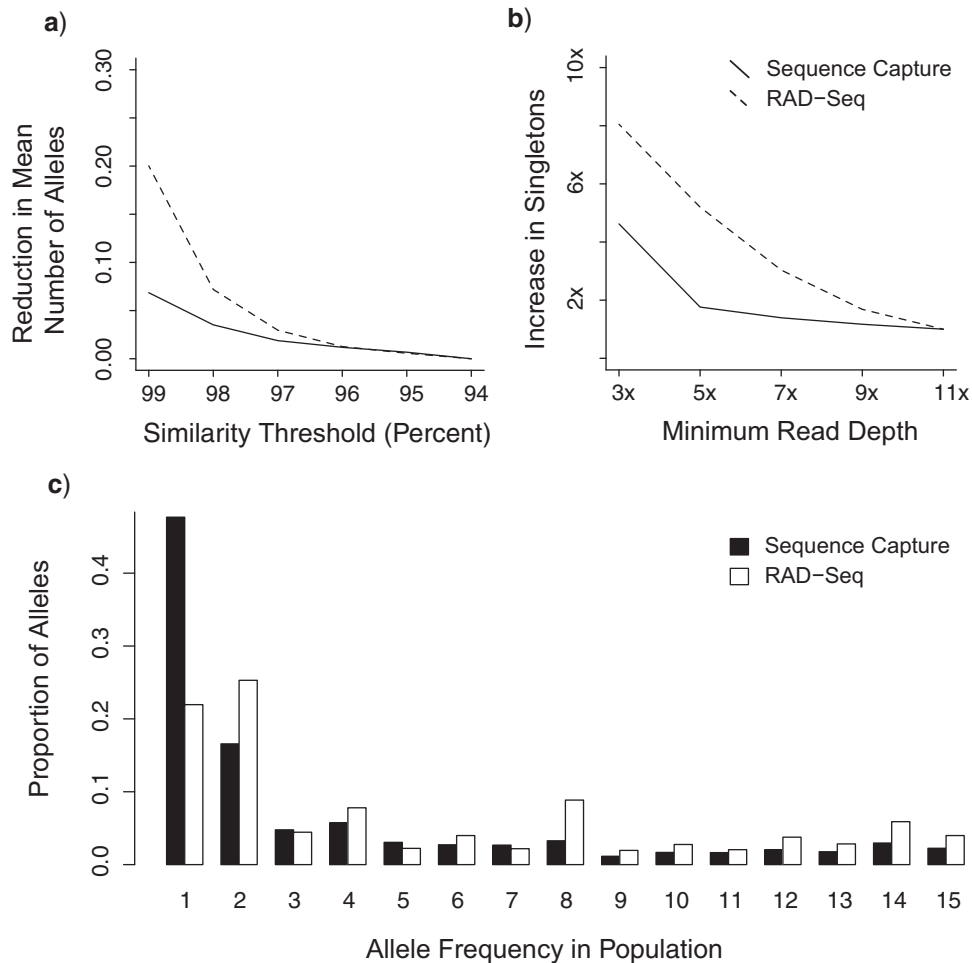 a)
Reduction in Mean
Number of Alleles
0.30
0.20
0.10
0.00
99 98 97 96 95 94
Similarity Threshold (Percent)
b)
Increase in Singletons
10x
6x
2x
Sequence Capture
RAD−Seq
3x 5x 7x 9x 11x
Minimum Read Depth
c)
Proportion of Alleles
0.4
0.3
0.2
0.1
0.0
Sequence Capture
RAD−Seq
1 2 3 4 5 6 7 8 9 10 11 12 13 14 15
Allele Frequency in Population